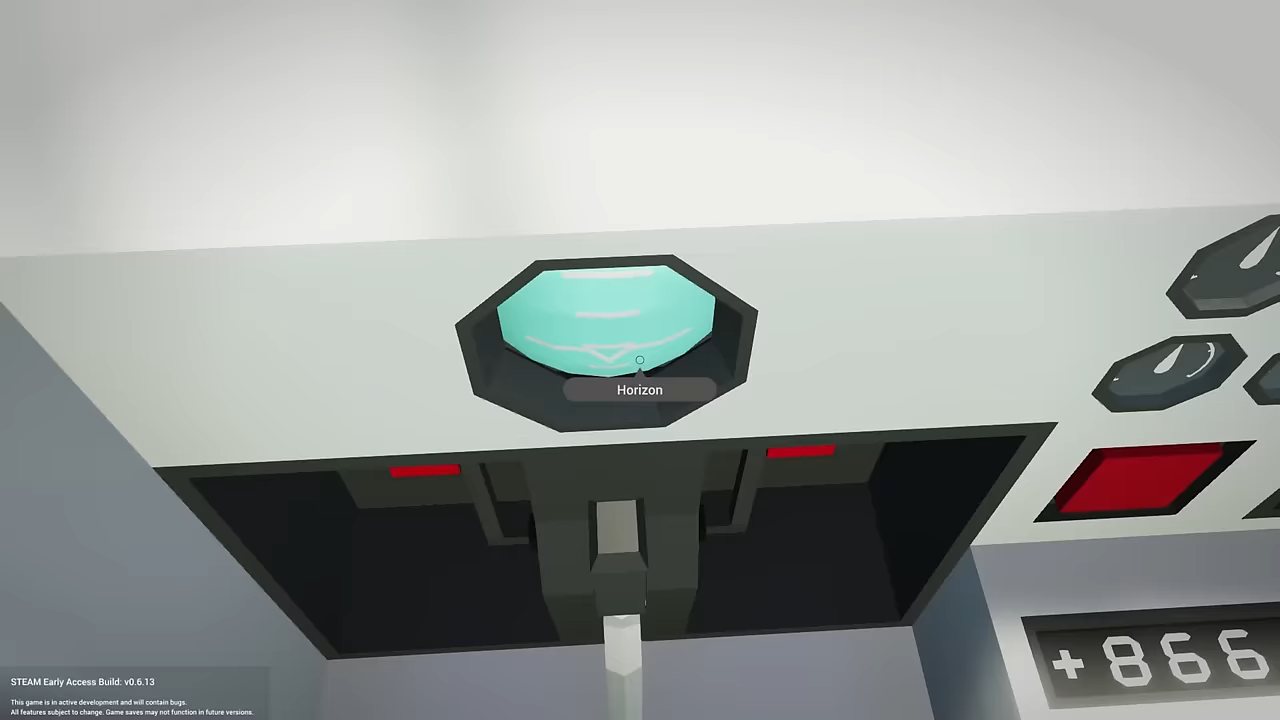 Horizon
+866
STEAM Early Access Build: v0.6.13
This game is in active development and will contain bugs.
All features subject to change. Game saves may not function in future versions.